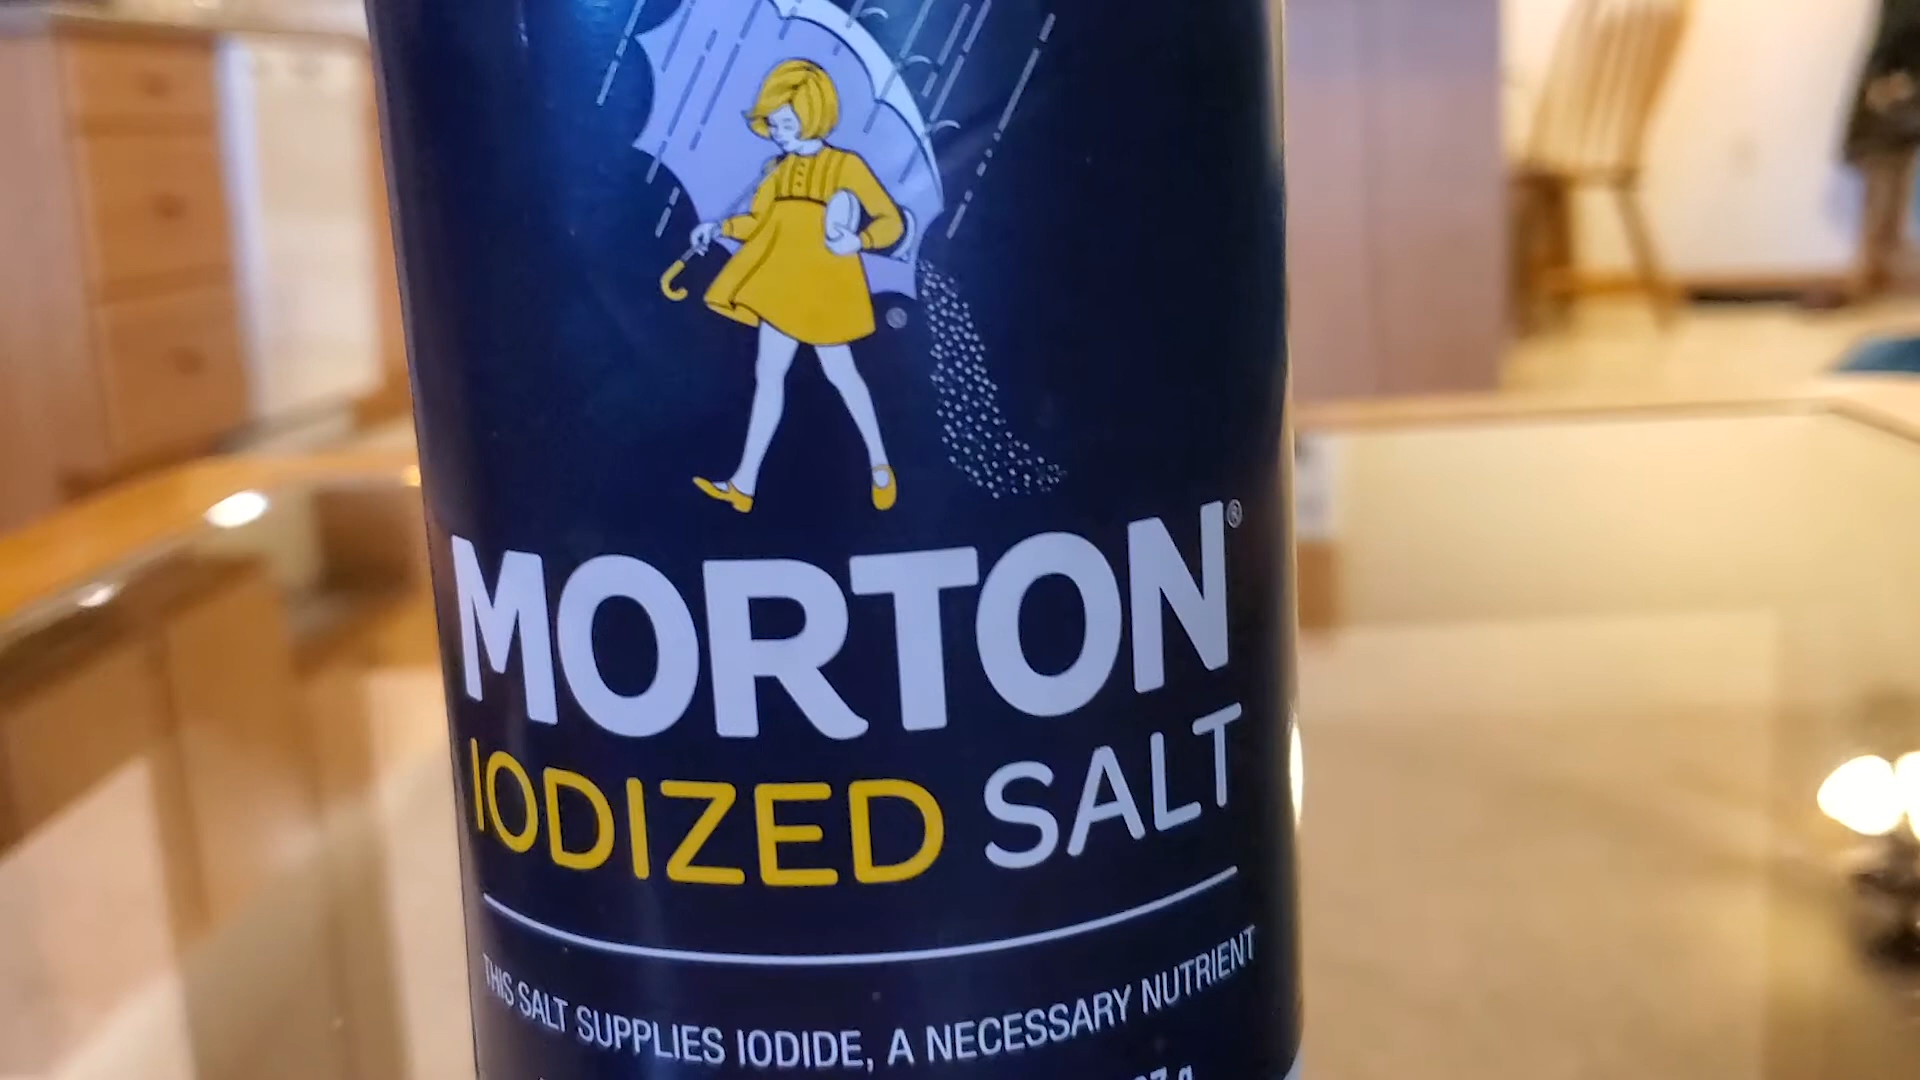 MORTON®
IODIZED SALT
THIS SALT SUPPLIES IODIDE, A NECESSARY NUTRIENT